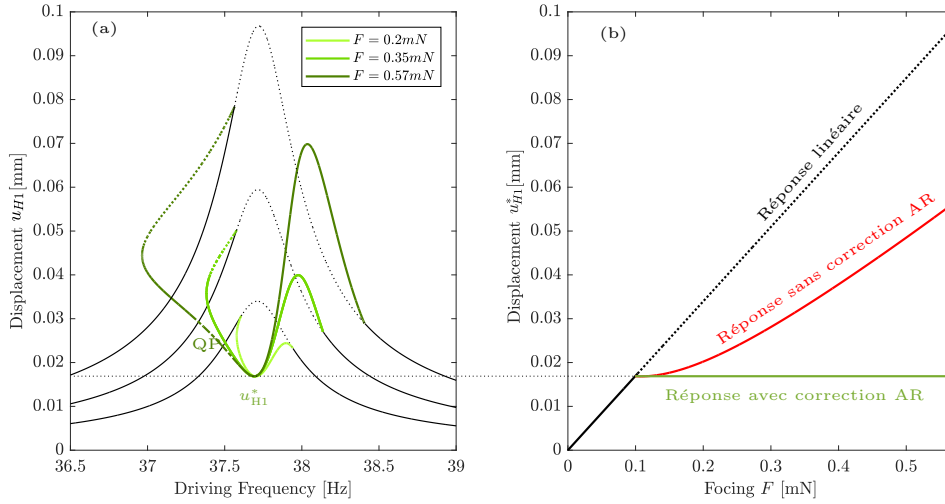 (a)
F = 0.2mN
F = 0.35mN
F = 0.57mN
Displacement u_{H1}[mm]
0.1
0.09
0.08
0.07
0.06
0.05
0.04
0.03
0.02
0.01
0
QP
u^*_{H1}
36.5 37 37.5 38 38.5 39
Driving Frequency [Hz]
(b)
Displacement u^*_{H1}[mm]
0.1
0.09
0.08
0.07
0.06
0.05
0.04
0.03
0.02
0.01
0
Réponse linéaire
Réponse sans correction AR
Réponse avec correction AR
0 0.1 0.2 0.3 0.4 0.5
Focing F [mN]